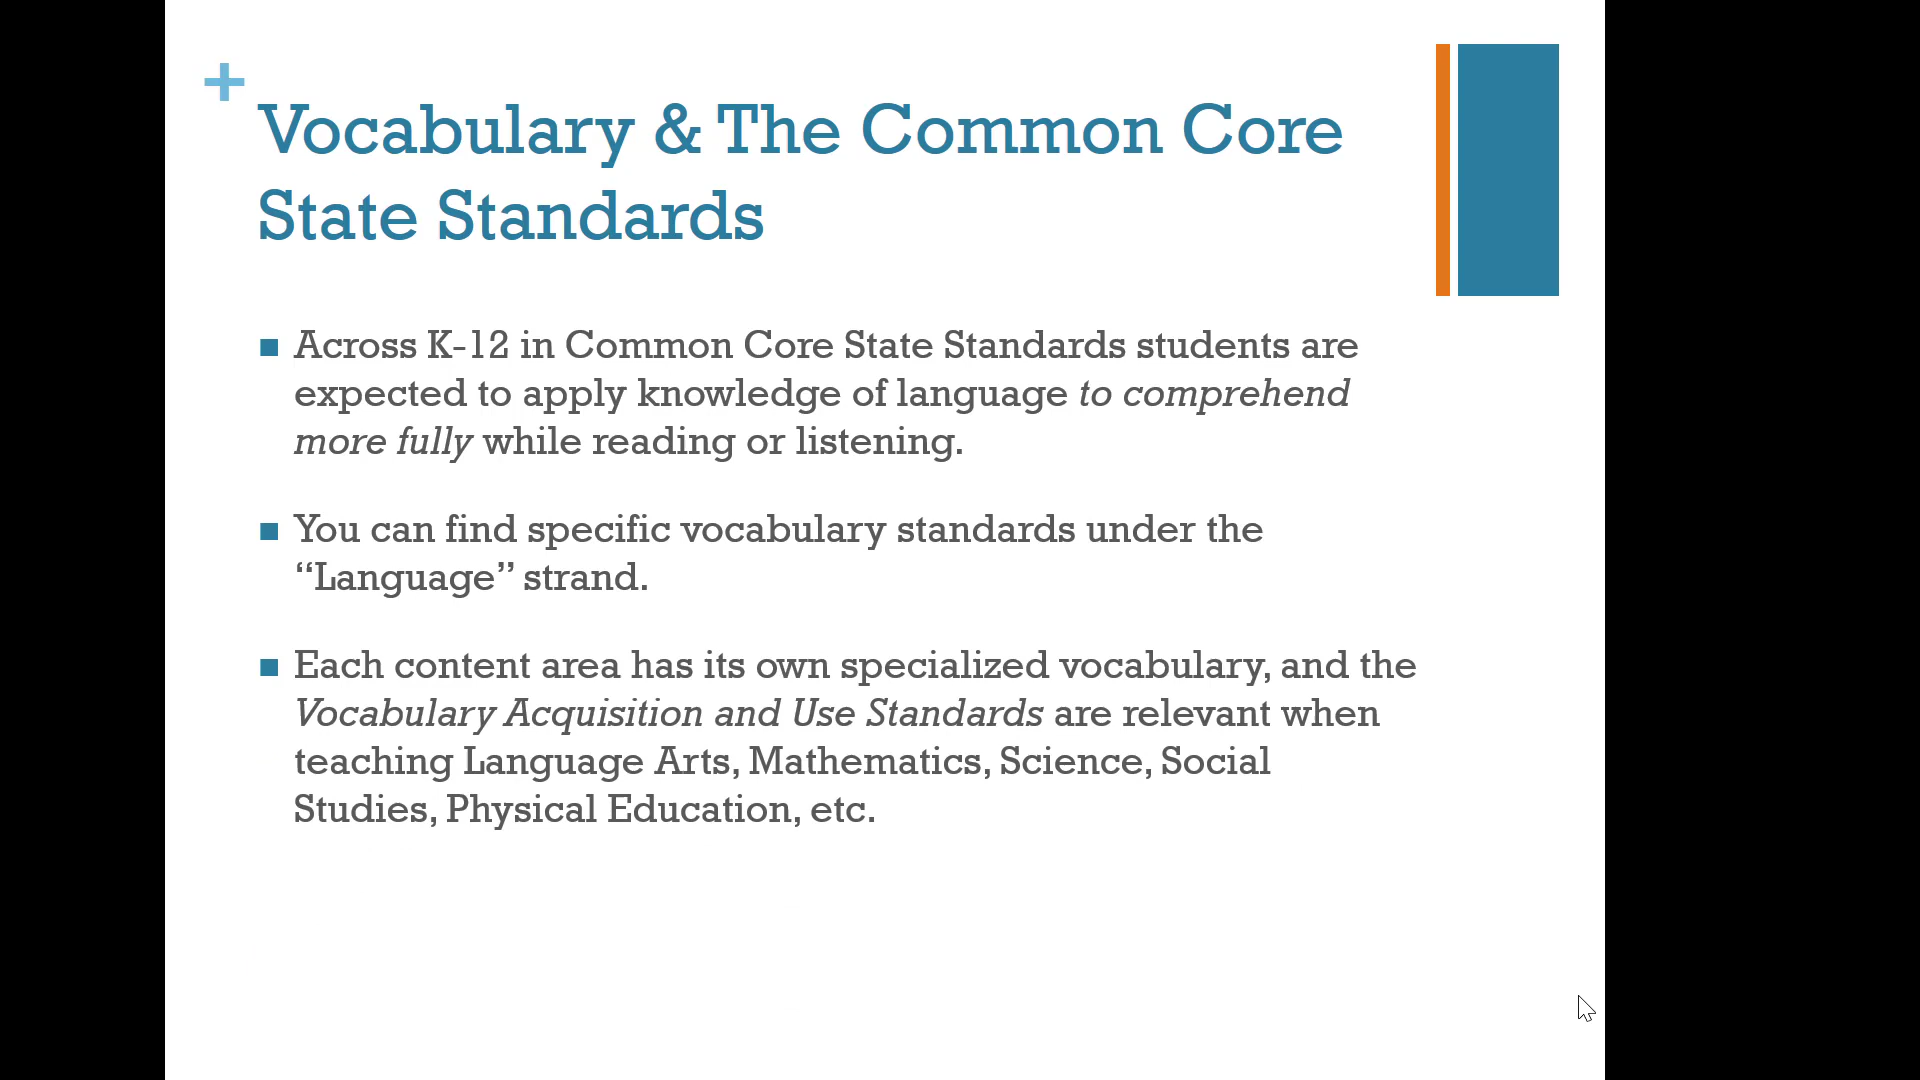 +
Vocabulary & The Common Core
State Standards
■ Across K-12 in Common Core State Standards students are
expected to apply knowledge of language to comprehend
more fully while reading or listening.
■ You can find specific vocabulary standards under the
“Language” strand.
■ Each content area has its own specialized vocabulary, and the
Vocabulary Acquisition and Use Standards are relevant when
teaching Language Arts, Mathematics, Science, Social
Studies, Physical Education, etc.